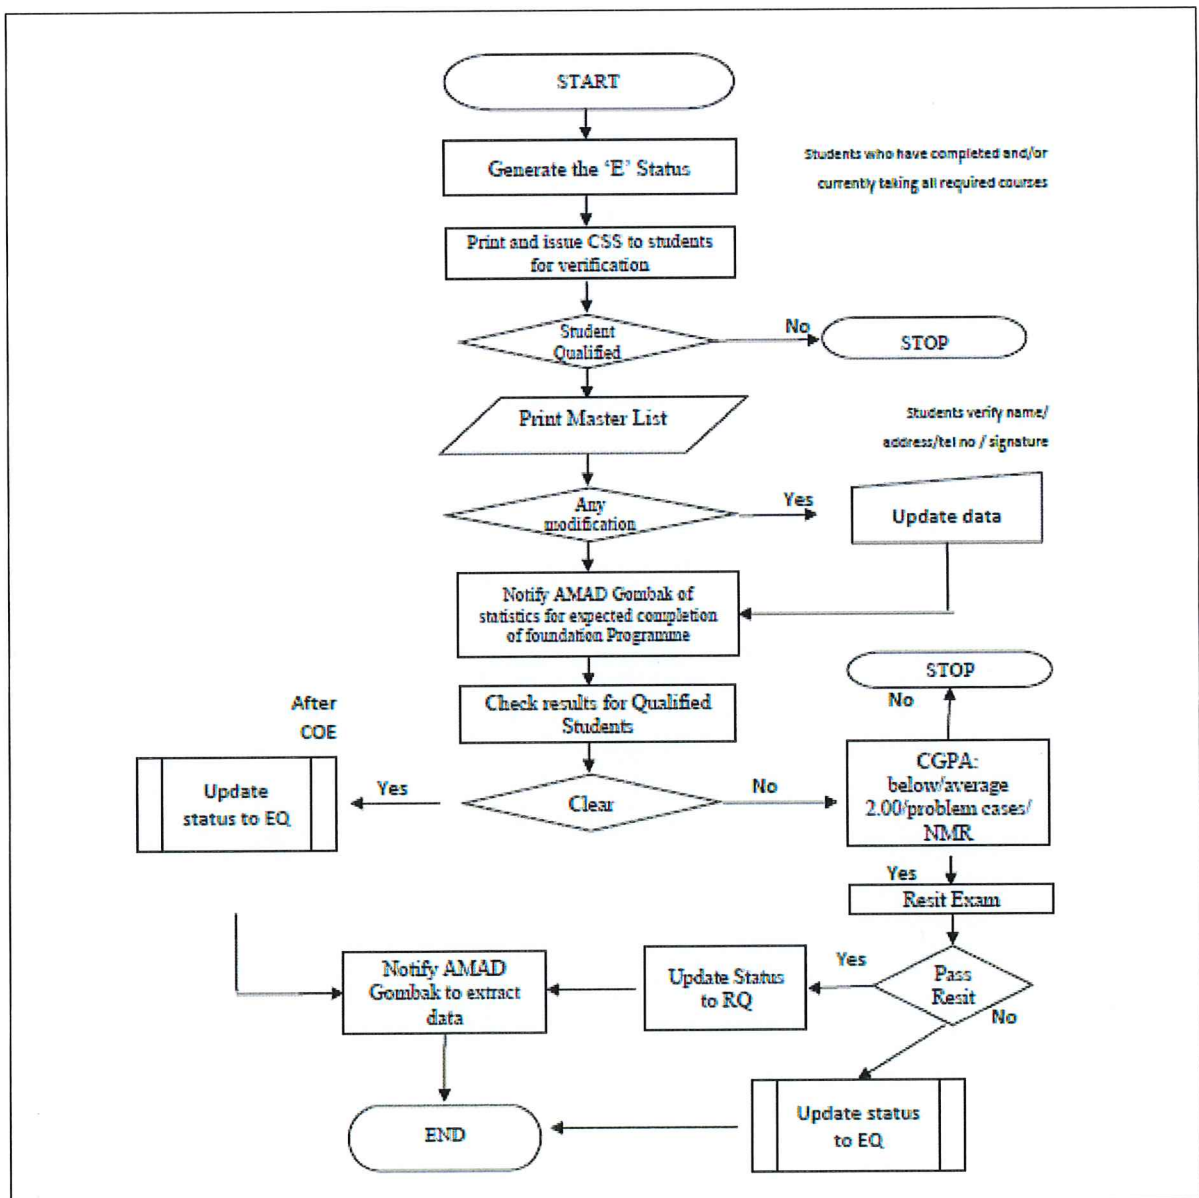 START
Generate the ‘E’ Status
Students who have completed and/or
currently taking all required courses
Print and issue CSS to students
for verification
Student
Qualified
No
STOP
Print Master List
Students verify name/
address/tel no / signature
Any
modification
Yes
Update data
Notify AMAD Gombak of
statistics for expected completion
of foundation Programme
STOP
No
Check results for Qualified
Students
After
COE
Update
status to EQ
Yes
Clear
No
CGPA:
below/average
2.00/problem cases/
NMR
Yes
Resit Exam
Notify AMAD
Gombak to extract
data
Update Status
to RQ
Yes
Pass
Resit
No
Update status
to EQ
END